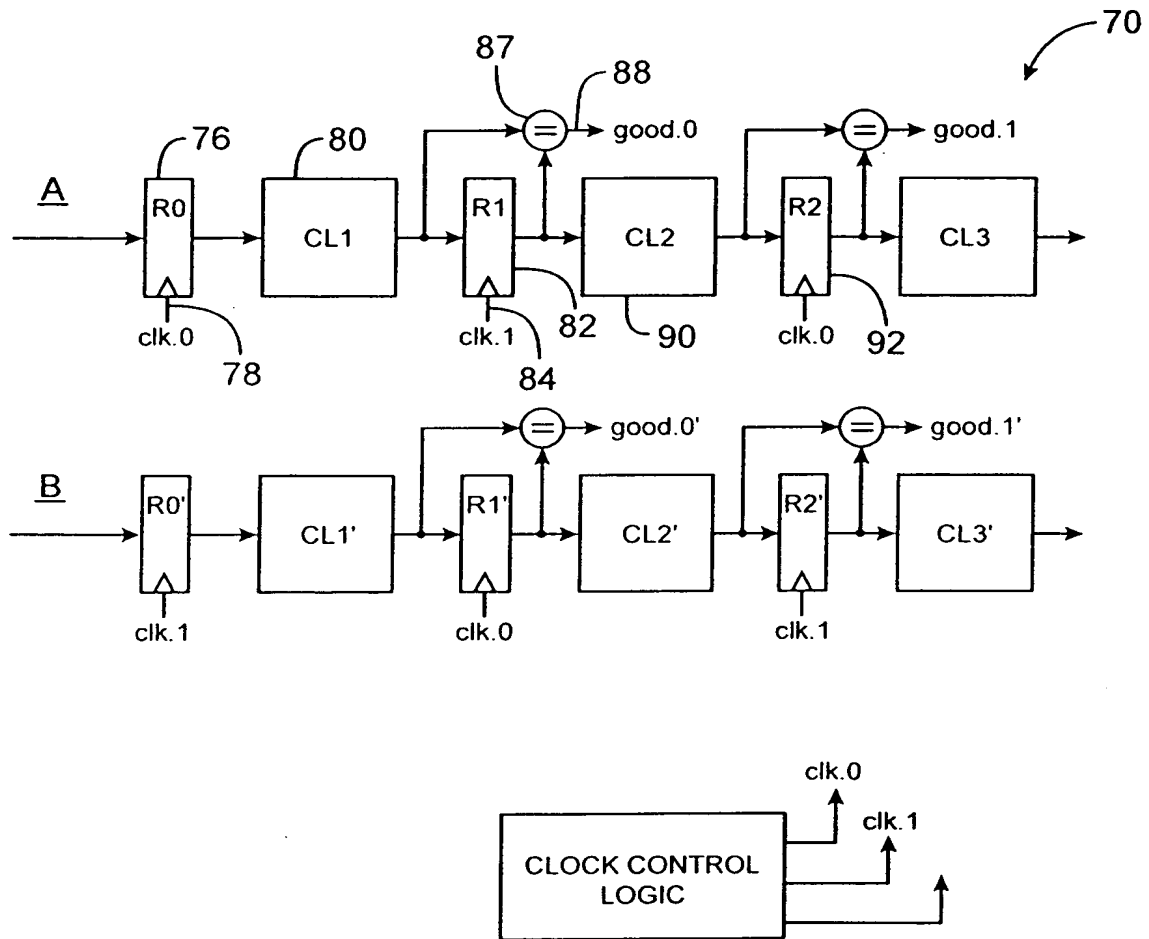 70
87
88
good.0
good.1
76
80
A
R0
CL1
R1
CL2
R2
CL3
clk.0
clk.1
clk.0
78
82
84
90
92
good.0'
good.1'
B
R0'
CL1'
R1'
CL2'
R2'
CL3'
clk.1
clk.0
clk.1
clk.0
clk.1
CLOCK CONTROL
LOGIC